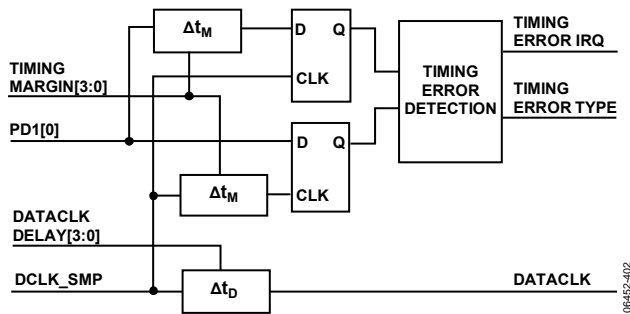 Δt_M
D Q
CLK
TIMING
ERROR
DETECTION
TIMING
ERROR IRQ
TIMING
ERROR TYPE
TIMING
MARGIN[3:0]
PD1[0]
D Q
CLK
Δt_M
DATACLK
DELAY[3:0]
DCLK_SMP
Δt_D
DATACLK
06452-402